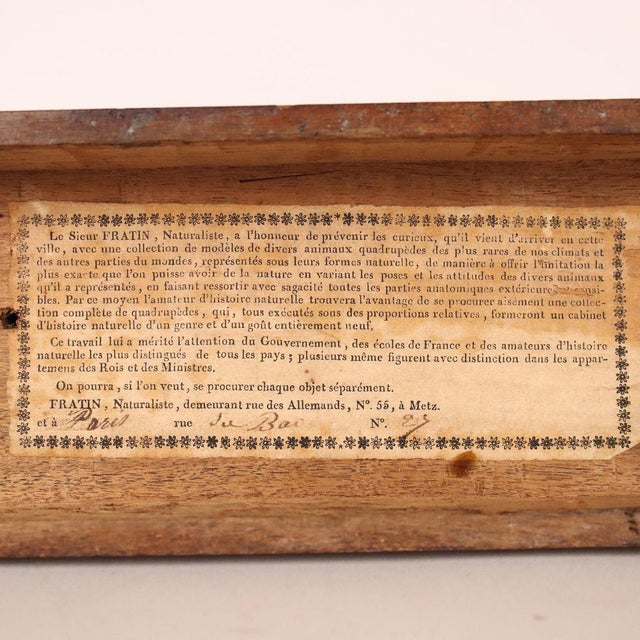 Le Sieur FRATIN, Naturaliste, a l'honneur de prévenir les curieux, qu'il vient d'arriver en cette
ville, avec une collection de modèles de divers animaux quadrupèdes des plus rares de nos climats et
des autres parties du mondes, représentés sous leurs formes naturelle, de manière à offrir l'imitation la
plus exacte que l'on puisse avoir de la nature en variant les poses et les attitudes des divers animaux
qu'il a représentés, en faisant ressortir avec sagacité toutes les parties anatomiques extérieures
bles. Par ce moyen l'amateur d'histoire naturelle trouvera l'avantage de se procurer aisément une collec-
tion complète de quadrupèdes, qui, tous exécutés sous des proportions relatives, formeront un cabinet
d'histoire naturelle d'un genre et d'un goût entièrement neuf.
Ce travail lui a mérité l'attention du Gouvernement, des écoles de France et des amateurs d'histoire
naturelle les plus distingués de tous les pays; plusieurs même figurent avec distinction dans les appar-
temens des Rois et des Ministres.
On pourra, si l'on veut, se procurer chaque objet séparément.
FRATIN, Naturaliste, demeurant rue des Allemands, N°. 55, à Metz.
et à Paris rue du Bac N°. 27